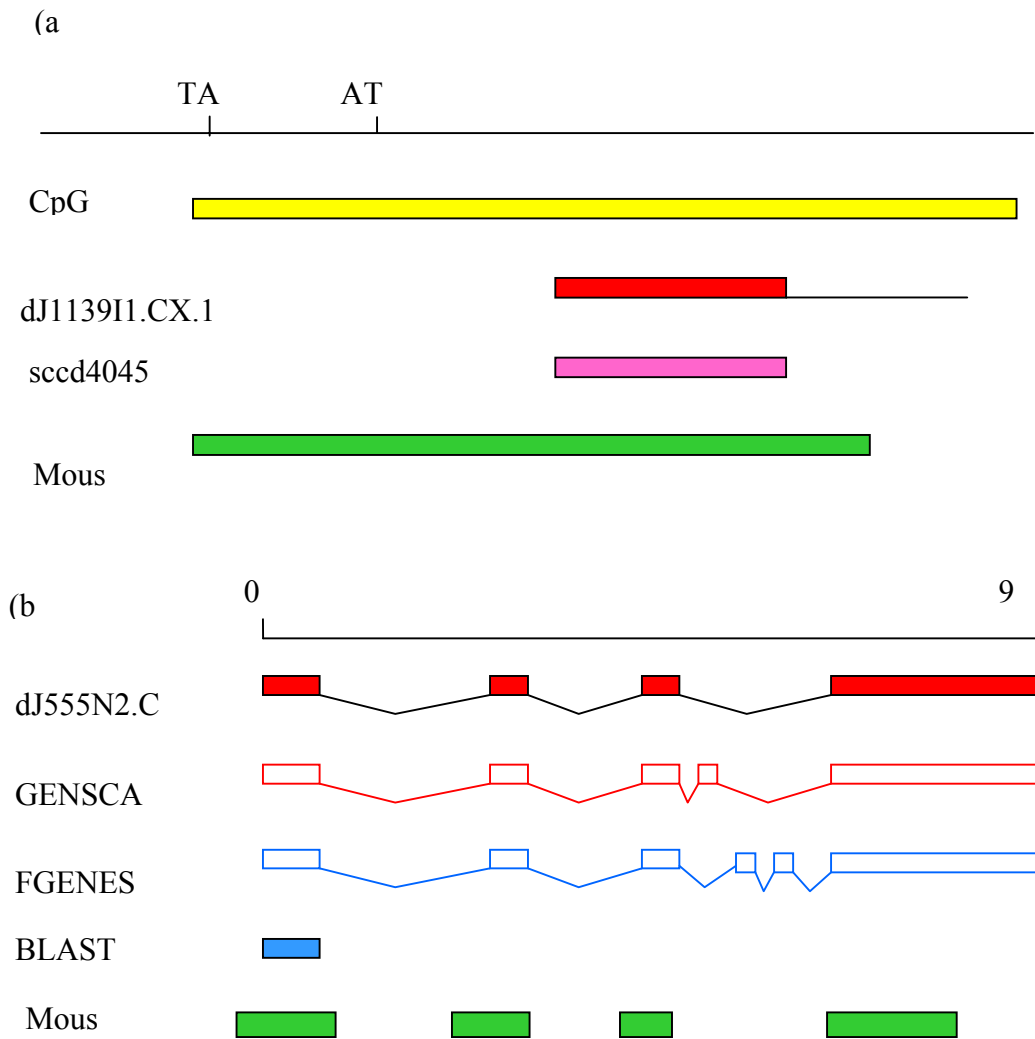 (a
TA AT
CpG
dJ1139I1.CX.1
sccd4045
Mous
(b 0 9
dJ555N2.C
GENSCA
FGENES
BLAST
Mous